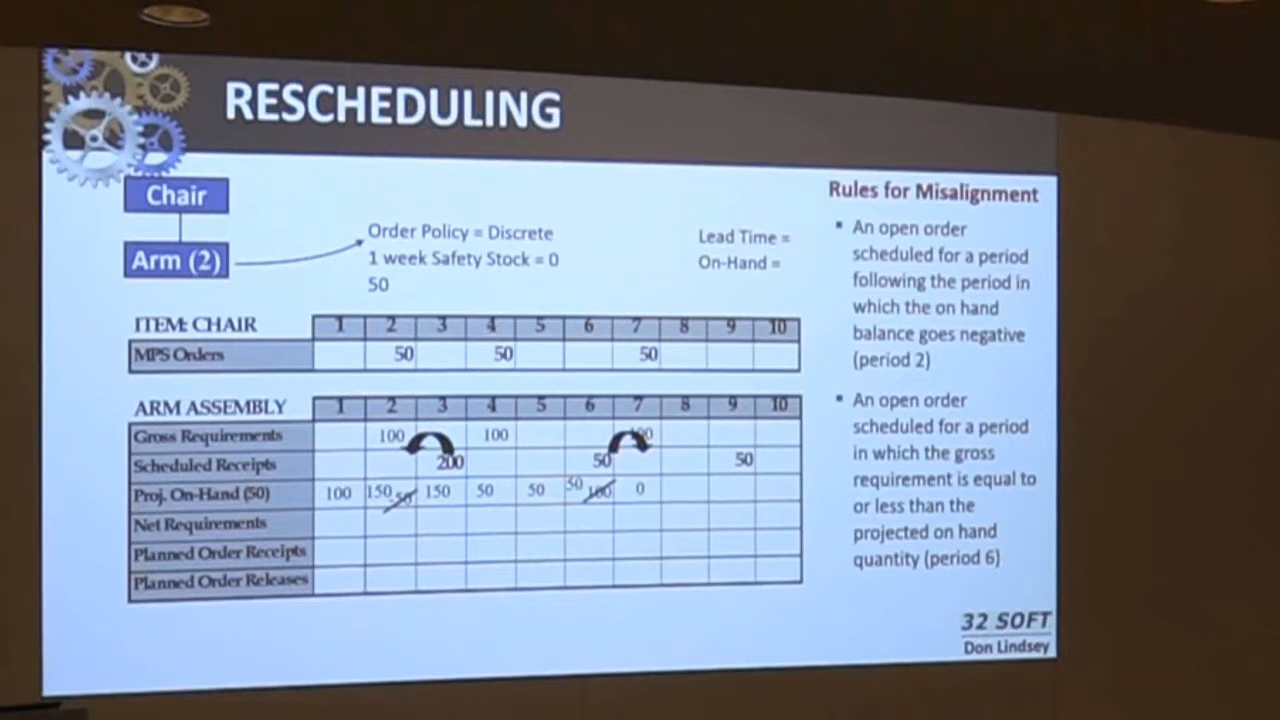 RESCHEDULING
Chair
Arm (2)
Order Policy = Discrete
1 week Safety Stock = 0
50
Lead Time =
On-Hand =
ITEM: CHAIR 1 2 3 4 5 6 7 8 9 10
MPS Orders 50 50 50
ARM ASSEMBLY 1 2 3 4 5 6 7 8 9 10
Gross Requirements 100 100
Scheduled Receipts 200 50 50
Proj. On-Hand (50) 100 150 50 150 50 50 50 100 0
Net Requirements
Planned Order Receipts
Planned Order Releases
Rules for Misalignment
▪ An open order
scheduled for a period
following the period in
which the on hand
balance goes negative
(period 2)
▪ An open order
scheduled for a period
in which the gross
requirement is equal to
or less than the
projected on hand
quantity (period 6)
32 SOFT
Don Lindsey